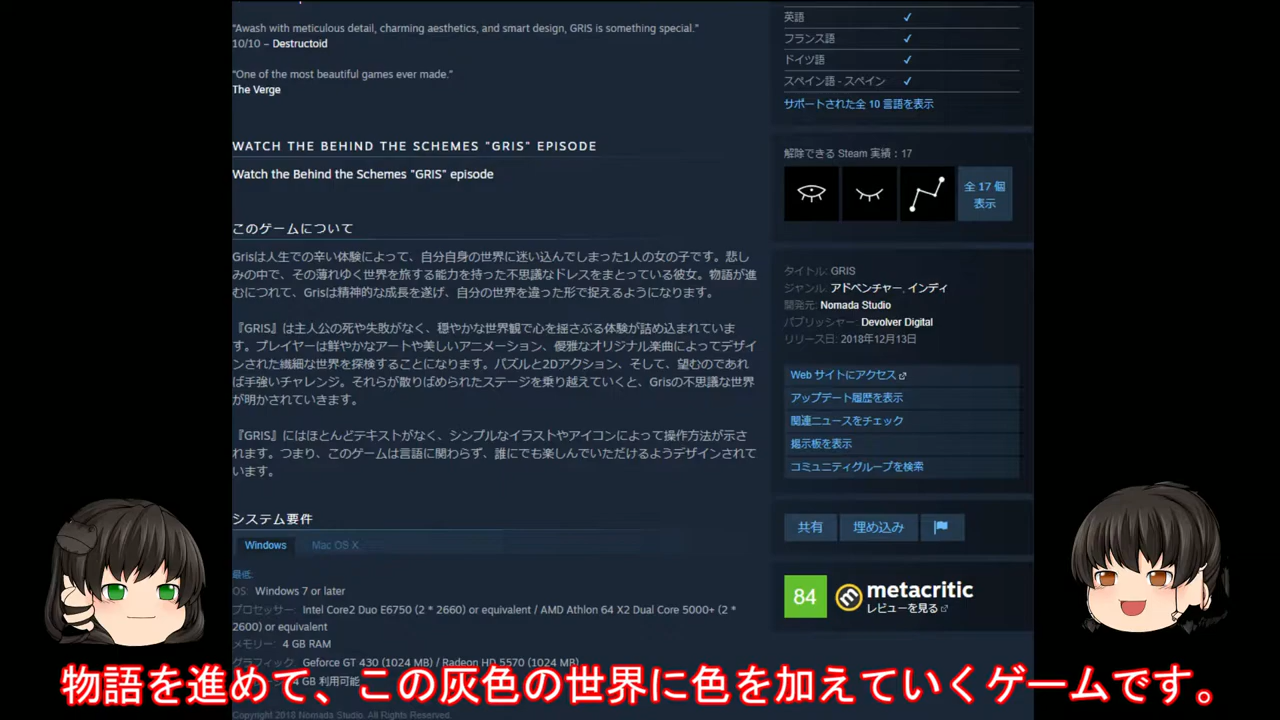 “Awash with meticulous detail, charming aesthetics, and smart design, GRIS is something special.”
10/10 – Destructoid
“One of the most beautiful games ever made.”
The Verge
WATCH THE BEHIND THE SCHEMES "GRIS" EPISODE
Watch the Behind the Schemes "GRIS" episode
このゲームについて
Grisは人生での辛い体験によって、自分自身の世界に迷い込んでしまった1人の女の子です。悲し
みの中で、その薄れゆく世界を旅する能力を持った不思議なドレスをまとっている彼女。物語が進
むにつれて、Grisは精神的な成長を遂げ、自分の世界を違った形で捉えるようになります。
『GRIS』は主人公の死や失敗がなく、穏やかな世界観で心を揺さぶる体験が詰め込まれていま
す。プレイヤーは鮮やかなアートや美しいアニメーション、優雅なオリジナル楽曲によってデザイ
ンされた繊細な世界を探検することになります。パズルと2Dアクション、そして、望むのであれ
ば手強いチャレンジ。それらが散りばめられたステージを乗り越えていくと、Grisの不思議な世界
が明かされていきます。
『GRIS』にはほとんどテキストがなく、シンプルなイラストやアイコンによって操作方法が示さ
れます。つまり、このゲームは言語に関わらず、誰にでも楽しんでいただけるようデザインされて
います。
システム要件
Windows
Mac OS X
最低:
OS: Windows 7 or later
プロセッサー: Intel Core2 Duo E6750 (2 * 2660) or equivalent / AMD Athlon 64 X2 Dual Core 5000+ (2 *
2600) or equivalent
メモリー: 4 GB RAM
グラフィック: Geforce GT 430 (1024 MB) / Radeon HD 5570 (1024 MB)
4 GB 利用可能
Copyright 2018 Nomada Studio. All Rights Reserved.
英語 ✓
フランス語 ✓
ドイツ語 ✓
スペイン語 - スペイン ✓
サポートされた全 10 言語を表示
解除できる Steam 実績：17
全 17 個
表示
タイトル: GRIS
ジャンル: アドベンチャー, インディ
開発元: Nomada Studio
パブリッシャー: Devolver Digital
リリース日: 2018年12月13日
Web サイトにアクセス
アップデート履歴を表示
関連ニュースをチェック
掲示板を表示
コミュニティグループを検索
共有
埋め込み
84
metacritic
レビューを見る
物語を進めて、この灰色の世界に色を加えていくゲームです。